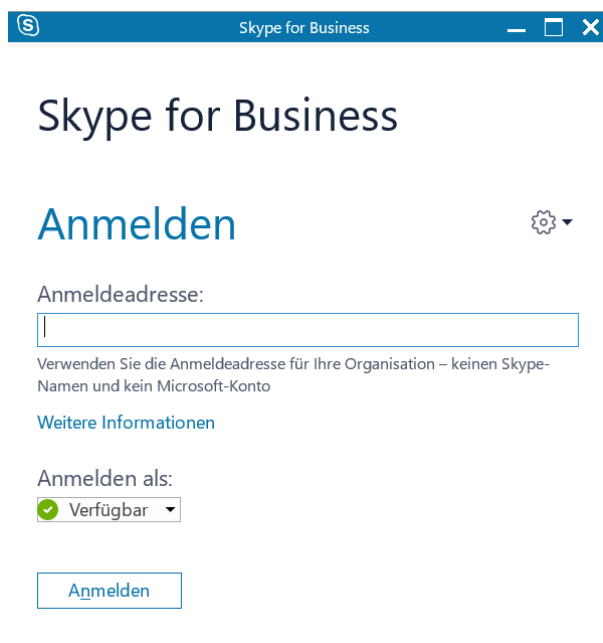 Skype for Business
Skype for Business
Anmelden
Anmeldeadresse:
Verwenden Sie die Anmeldeadresse für Ihre Organisation – keinen Skype-
Namen und kein Microsoft-Konto
Weitere Informationen
Anmelden als:
Verfügbar
Anmelden